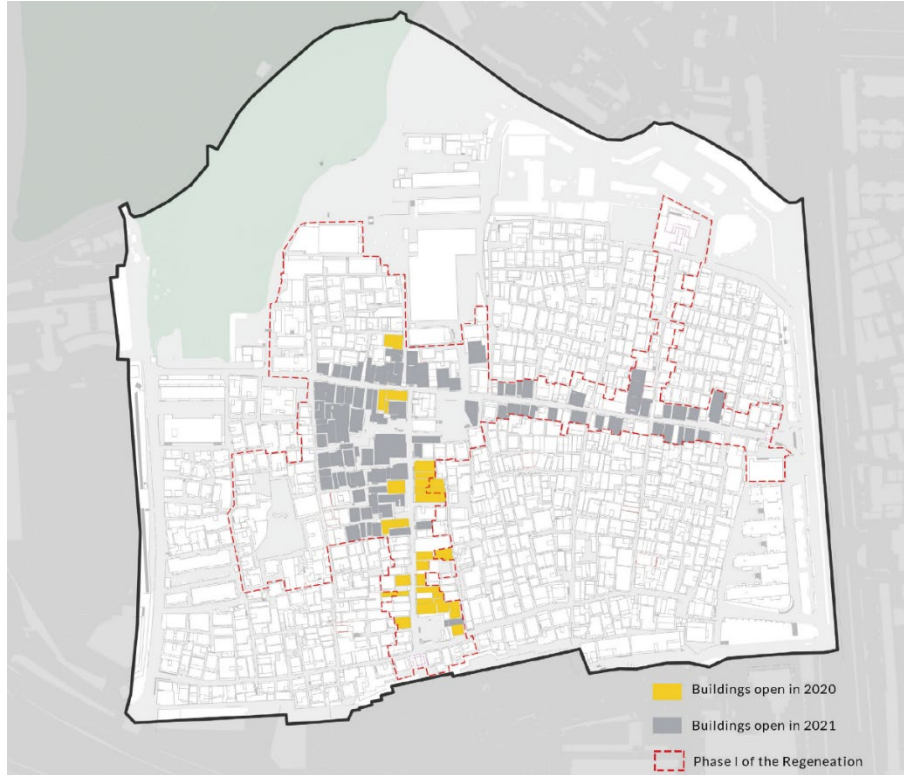 Buildings open in 2020
Buildings open in 2021
Phase I of the Regeneation